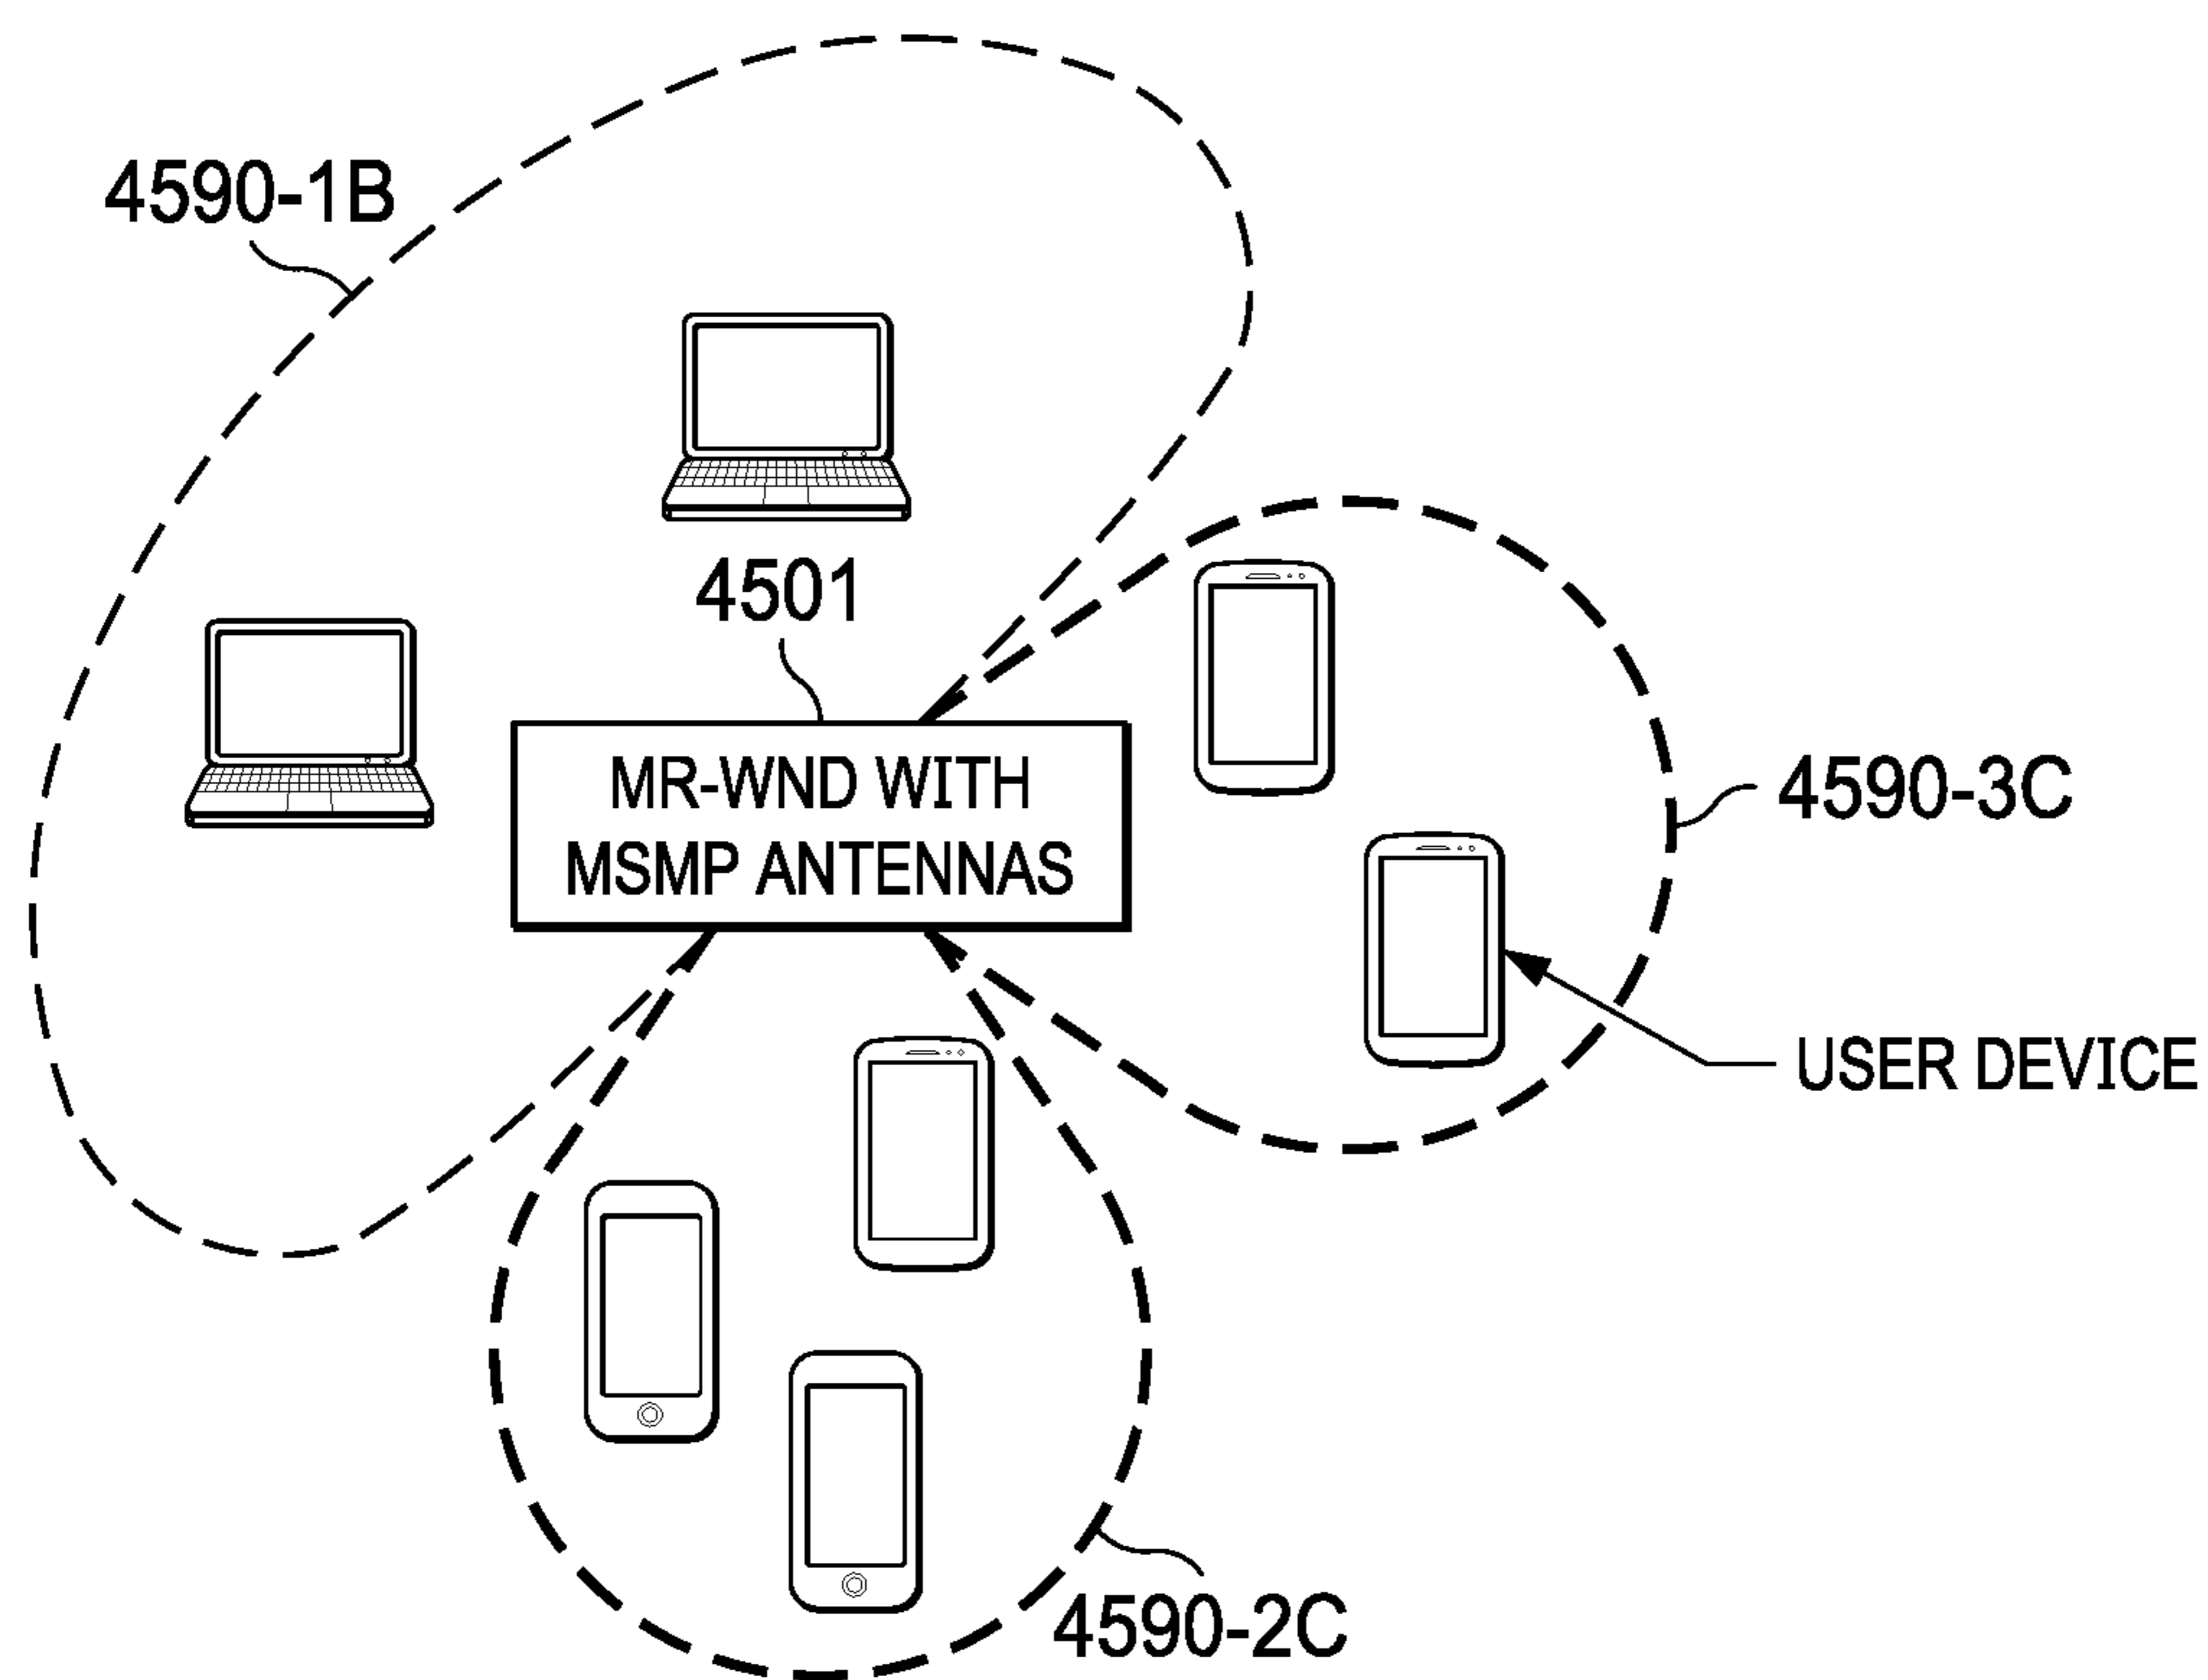 4590-1B
4501
MR-WND WITH
MSMP ANTENNAS
4590-3C
USER DEVICE
4590-2C